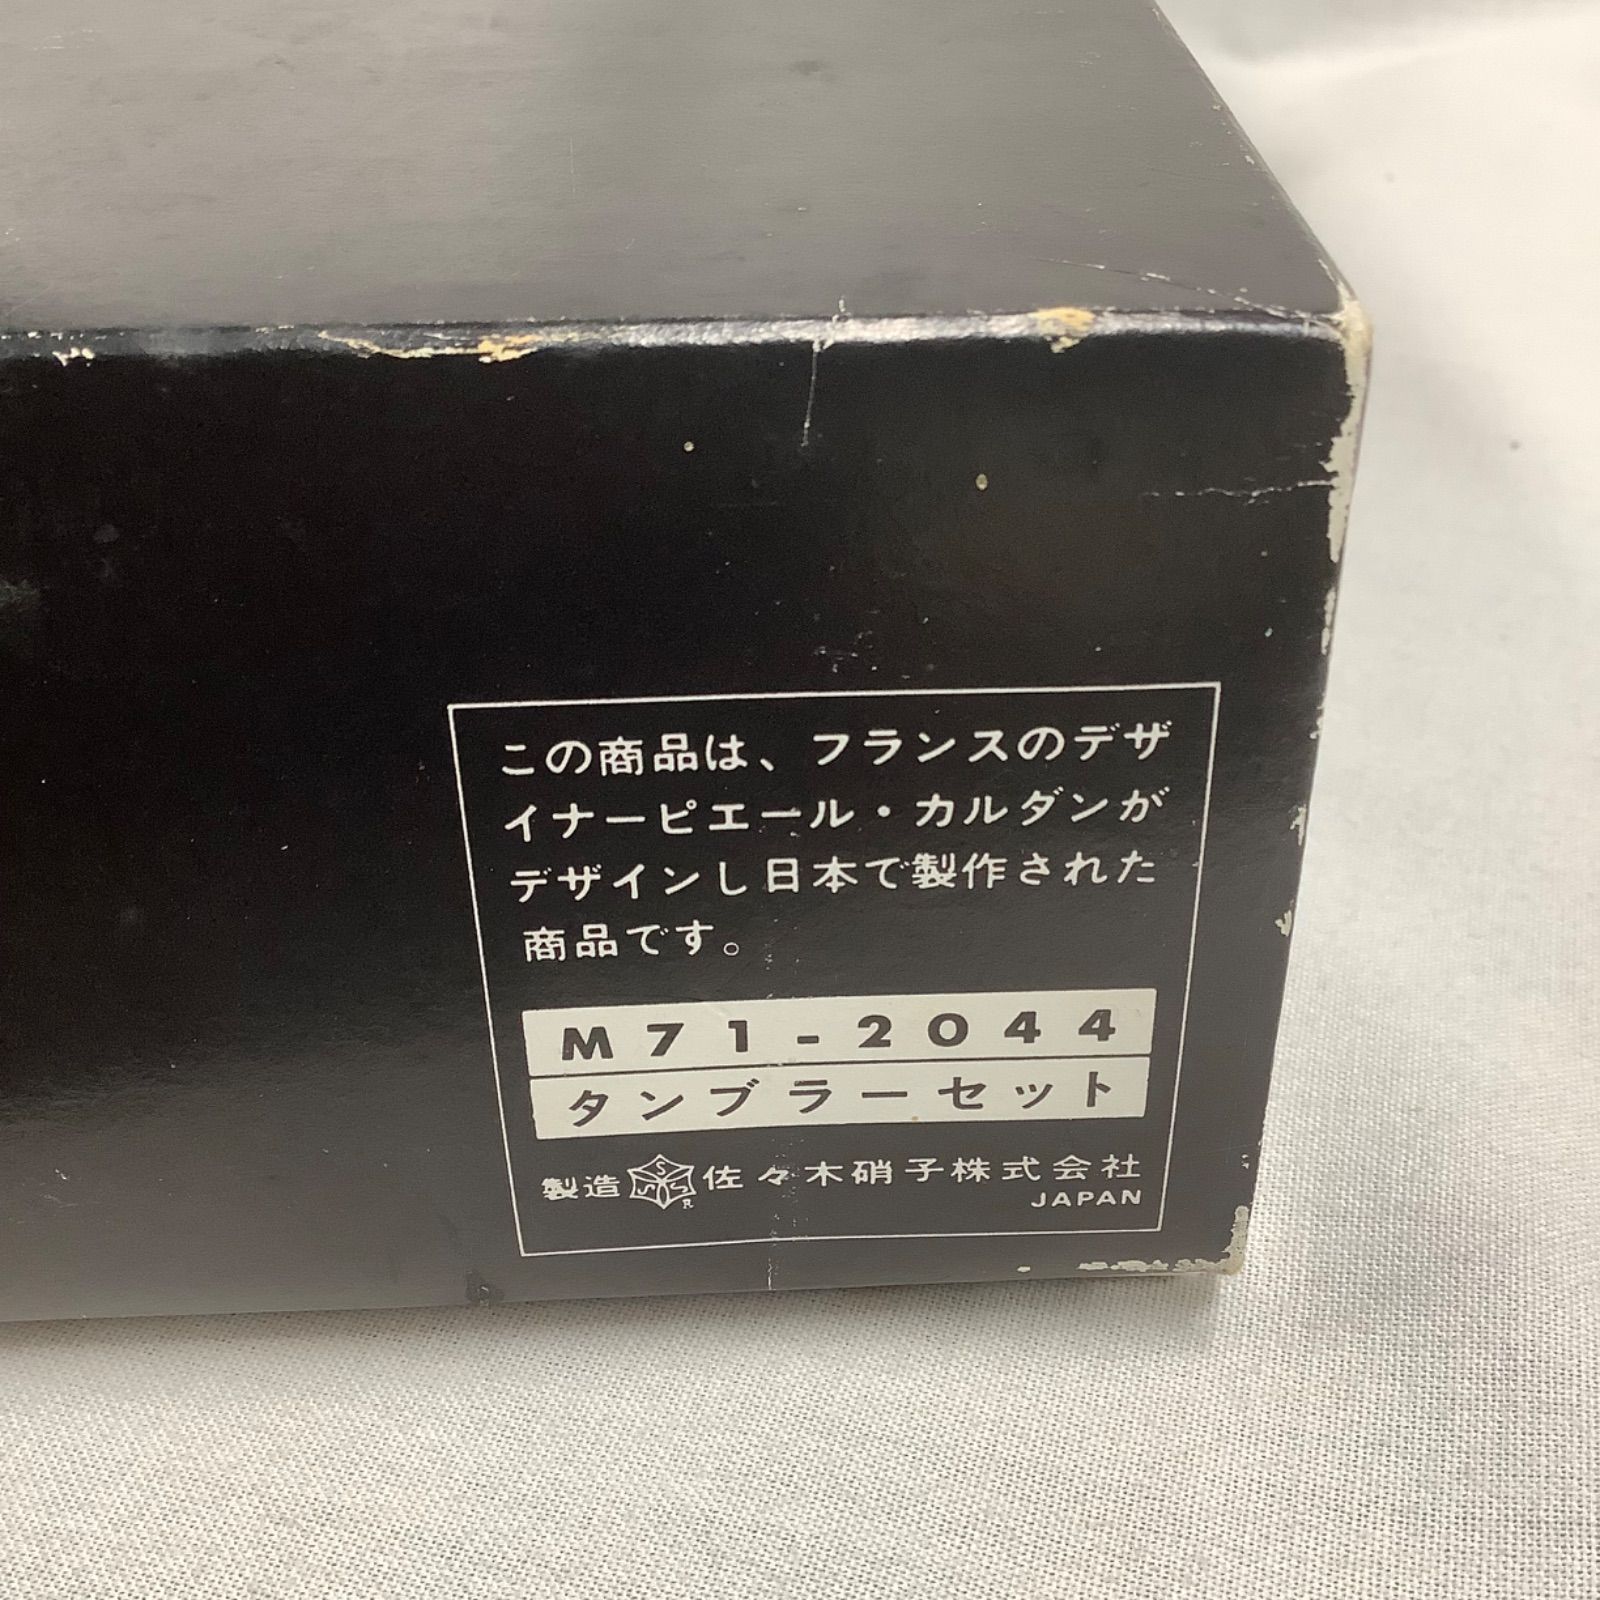 この商品は、フランスのデザ
イナーピエール・カルダンが
デザインし日本で製作された
商品です。
M71-2044
タンブラーセット
製造 SSS R 佐々木硝子株式会社
JAPAN